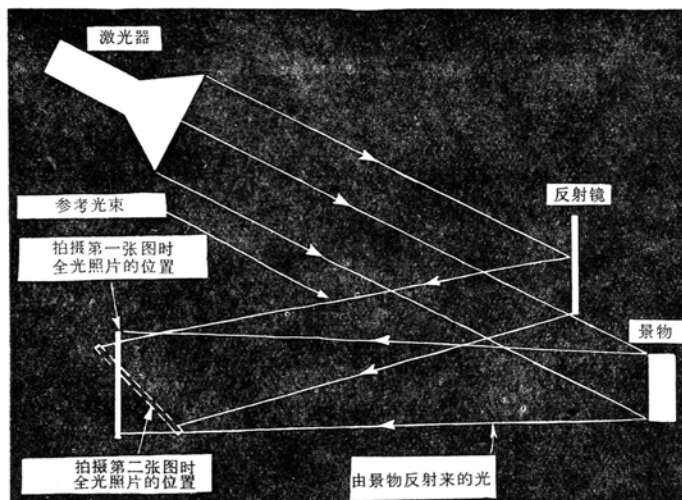 激光器
反射镜
参考光束
拍摄第一张图时
全光照片的位置
景物
拍摄第二张图时
全光照片的位置
由景物反射来的光